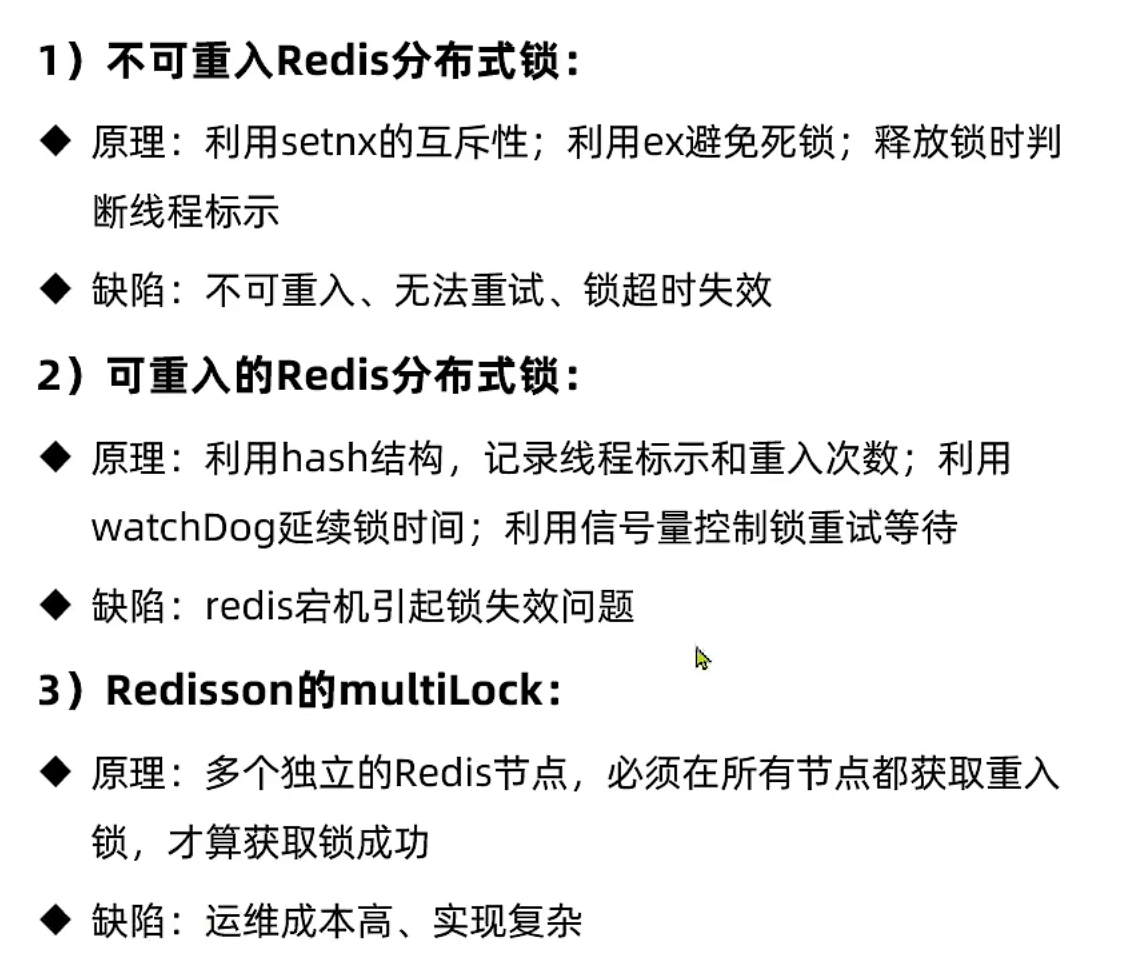 1）不可重入Redis分布式锁：
◆ 原理：利用setnx的互斥性；利用ex避免死锁；释放锁时判
断线程标示
◆ 缺陷：不可重入、无法重试、锁超时失效
2）可重入的Redis分布式锁：
◆ 原理：利用hash结构，记录线程标示和重入次数；利用
watchDog延续锁时间；利用信号量控制锁重试等待
◆ 缺陷：redis宕机引起锁失效问题
3）Redisson的multiLock：
◆ 原理：多个独立的Redis节点，必须在所有节点都获取重入
锁，才算获取锁成功
◆ 缺陷：运维成本高、实现复杂